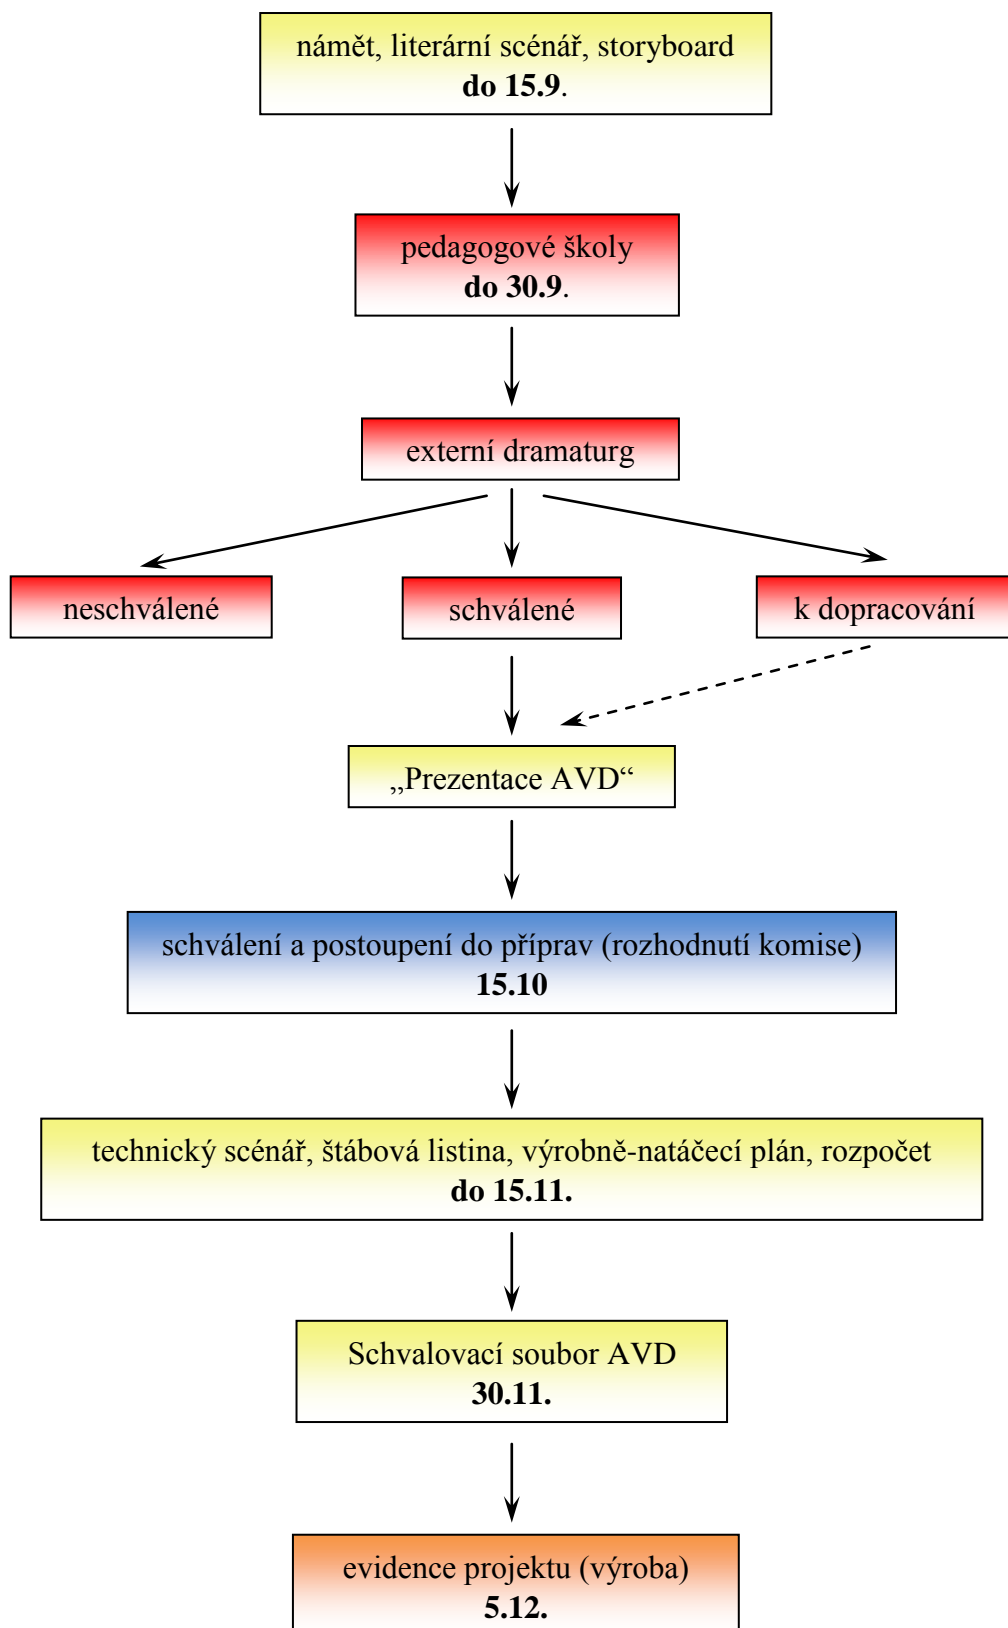 námět, literární scénář, storyboard
do 15.9.
pedagogové školy
do 30.9.
externí dramaturg
neschválené
schválené
k dopracování
„Prezentace AVD“
schválení a postoupení do příprav (rozhodnutí komise)
15.10
technický scénář, štábová listina, výrobně-natáčecí plán, rozpočet
do 15.11.
Schvalovací soubor AVD
30.11.
evidence projektu (výroba)
5.12.